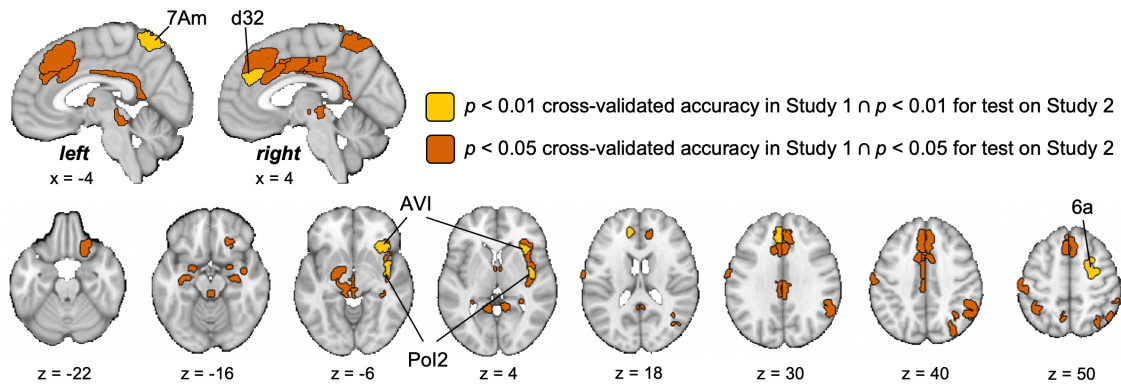 7Am d32
p < 0.01 cross-validated accuracy in Study 1 ∩ p < 0.01 for test on Study 2
p < 0.05 cross-validated accuracy in Study 1 ∩ p < 0.05 for test on Study 2
left right
x = -4 x = 4
AVI
6a
PoI2
z = -22 z = -16 z = -6 z = 4 z = 18 z = 30 z = 40 z = 50